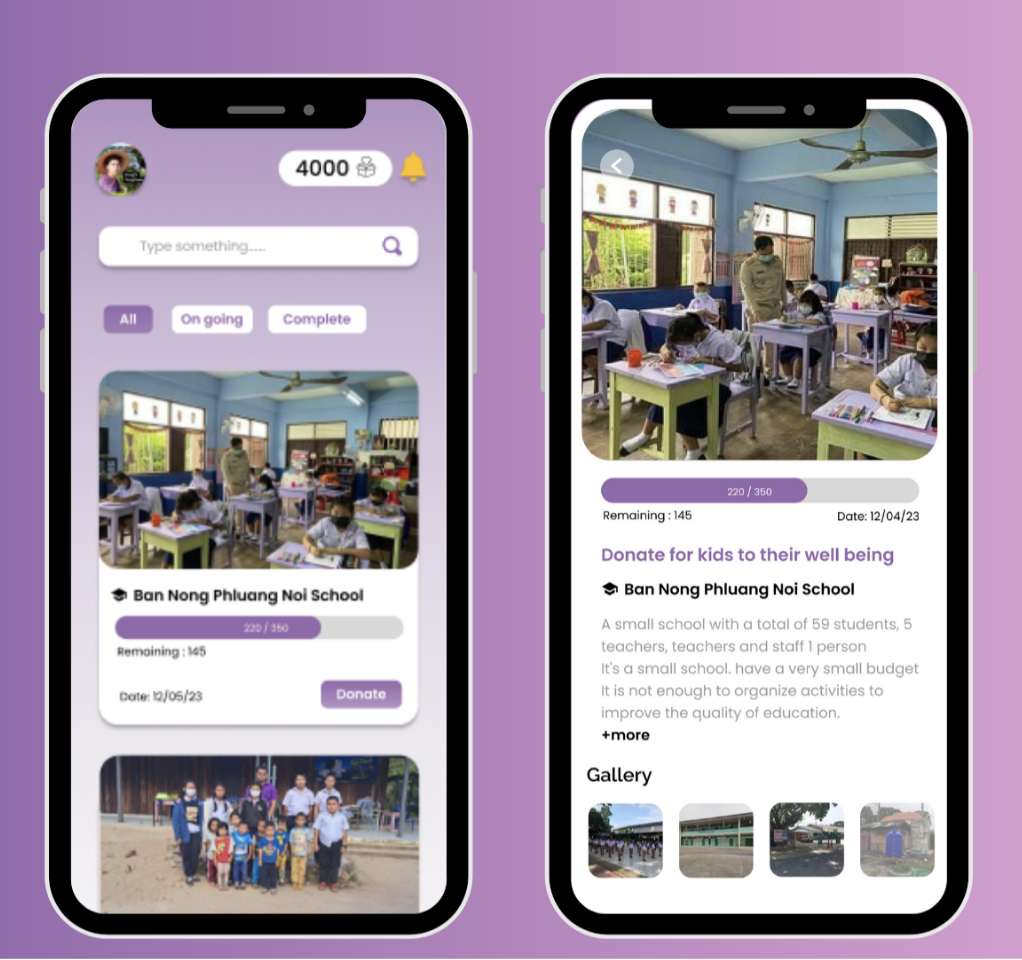 4000
Type something......
All
On going
Complete
Ban Nong Phluang Noi School
220 / 350
Remaining : 145
Date: 12/05/23
Donate
220 / 350
Remaining : 145
Date: 12/04/23
Donate for kids to their well being
Ban Nong Phluang Noi School
A small school with a total of 59 students, 5
teachers, teachers and staff 1 person
It's a small school. have a very small budget
It is not enough to organize activities to
improve the quality of education.
+more
Gallery